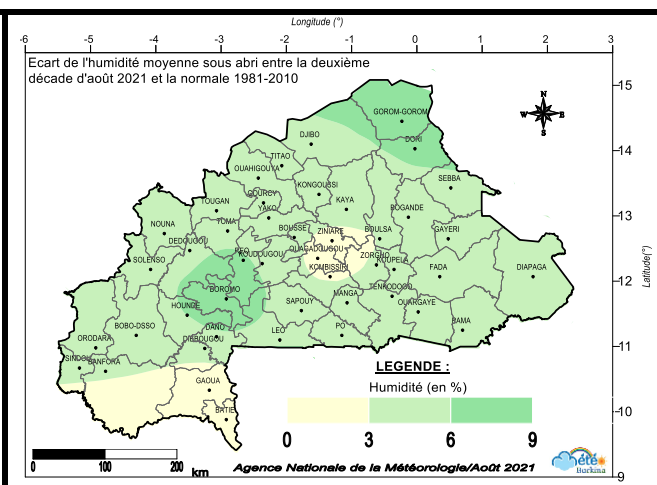 Longitude (°)
-6 -5 -4 -3 -2 -1 0 1 2 3
Ecart de l'humidité moyenne sous abri entre la deuxième
décade d'août 2021 et la normale 1981-2010
15
GOROM-GOROM
N
W E
S
DJIBO
DORI
14
TITAO
OUAHIGOUYA
KONGOUSSI
SEBBA
GOURCY
KAYA
TOUGAN
YAKO
BOGANDE
13
NOUNA
TOMA
BOUSSE
ZINIARE
BOULSA
GAYERI
Latitude(°)
DEDOUGOU
REO
KOUDOUGOU
OUAGADOUGOU
ZORGHO
SOLENSO
KOMBISSIRI
KOUPELA
FADA
DIAPAGA
12
BOROMO
TENKODOGO
MANGA
HOUNDE
SAPOUY
OUARGAYE
BOBO-DSSO
DANO
LEO
PO
PAMA
ORODARA
DIEBOUGOU
11
SINDOU
BANFORA
LEGENDE :
GAOUA
Humidité (en %)
BATIE
10
0 3 6 9
0 100 200
km
Agence Nationale de la Météorologie/Août 2021
météo
Burkina
9